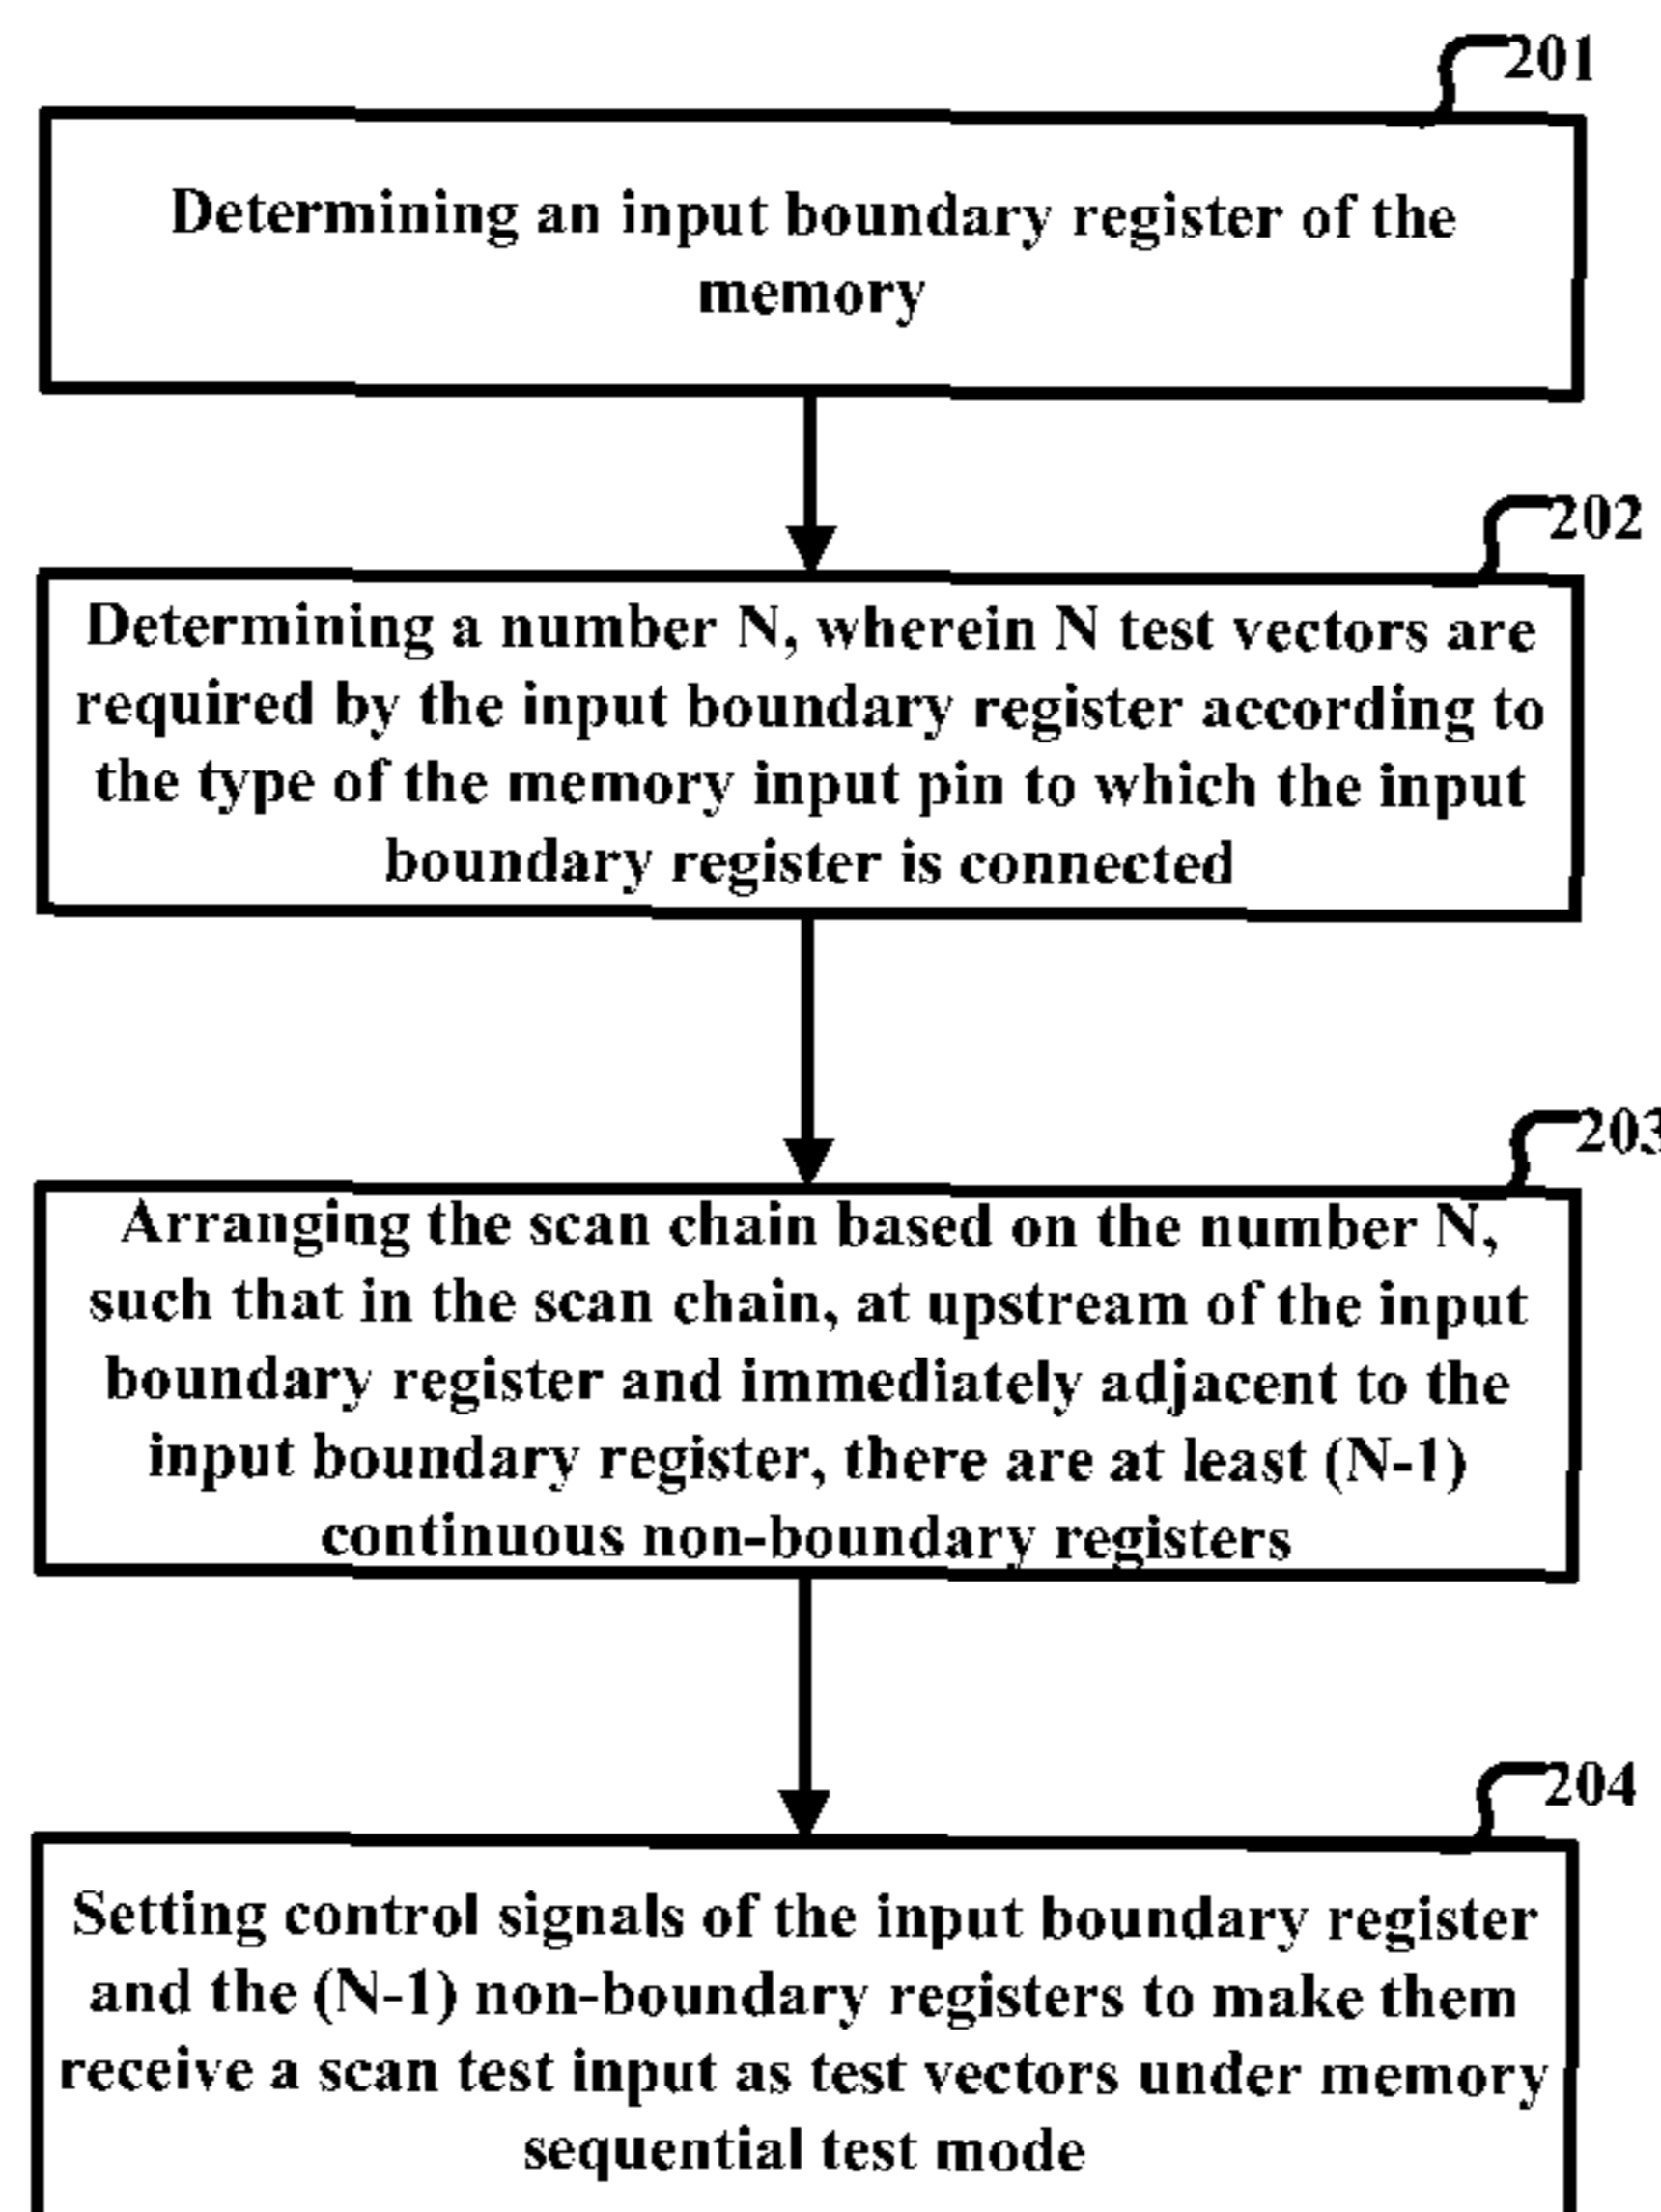 201
Determining an input boundary register of the
memory
202
Determining a number N, wherein N test vectors are
required by the input boundary register according to
the type of the memory input pin to which the input
boundary register is connected
203
Arranging the scan chain based on the number N,
such that in the scan chain, at upstream of the input
boundary register and immediately adjacent to the
input boundary register, there are at least (N-1)
continuous non-boundary registers
204
Setting control signals of the input boundary register
and the (N-1) non-boundary registers to make them
receive a scan test input as test vectors under memory
sequential test mode